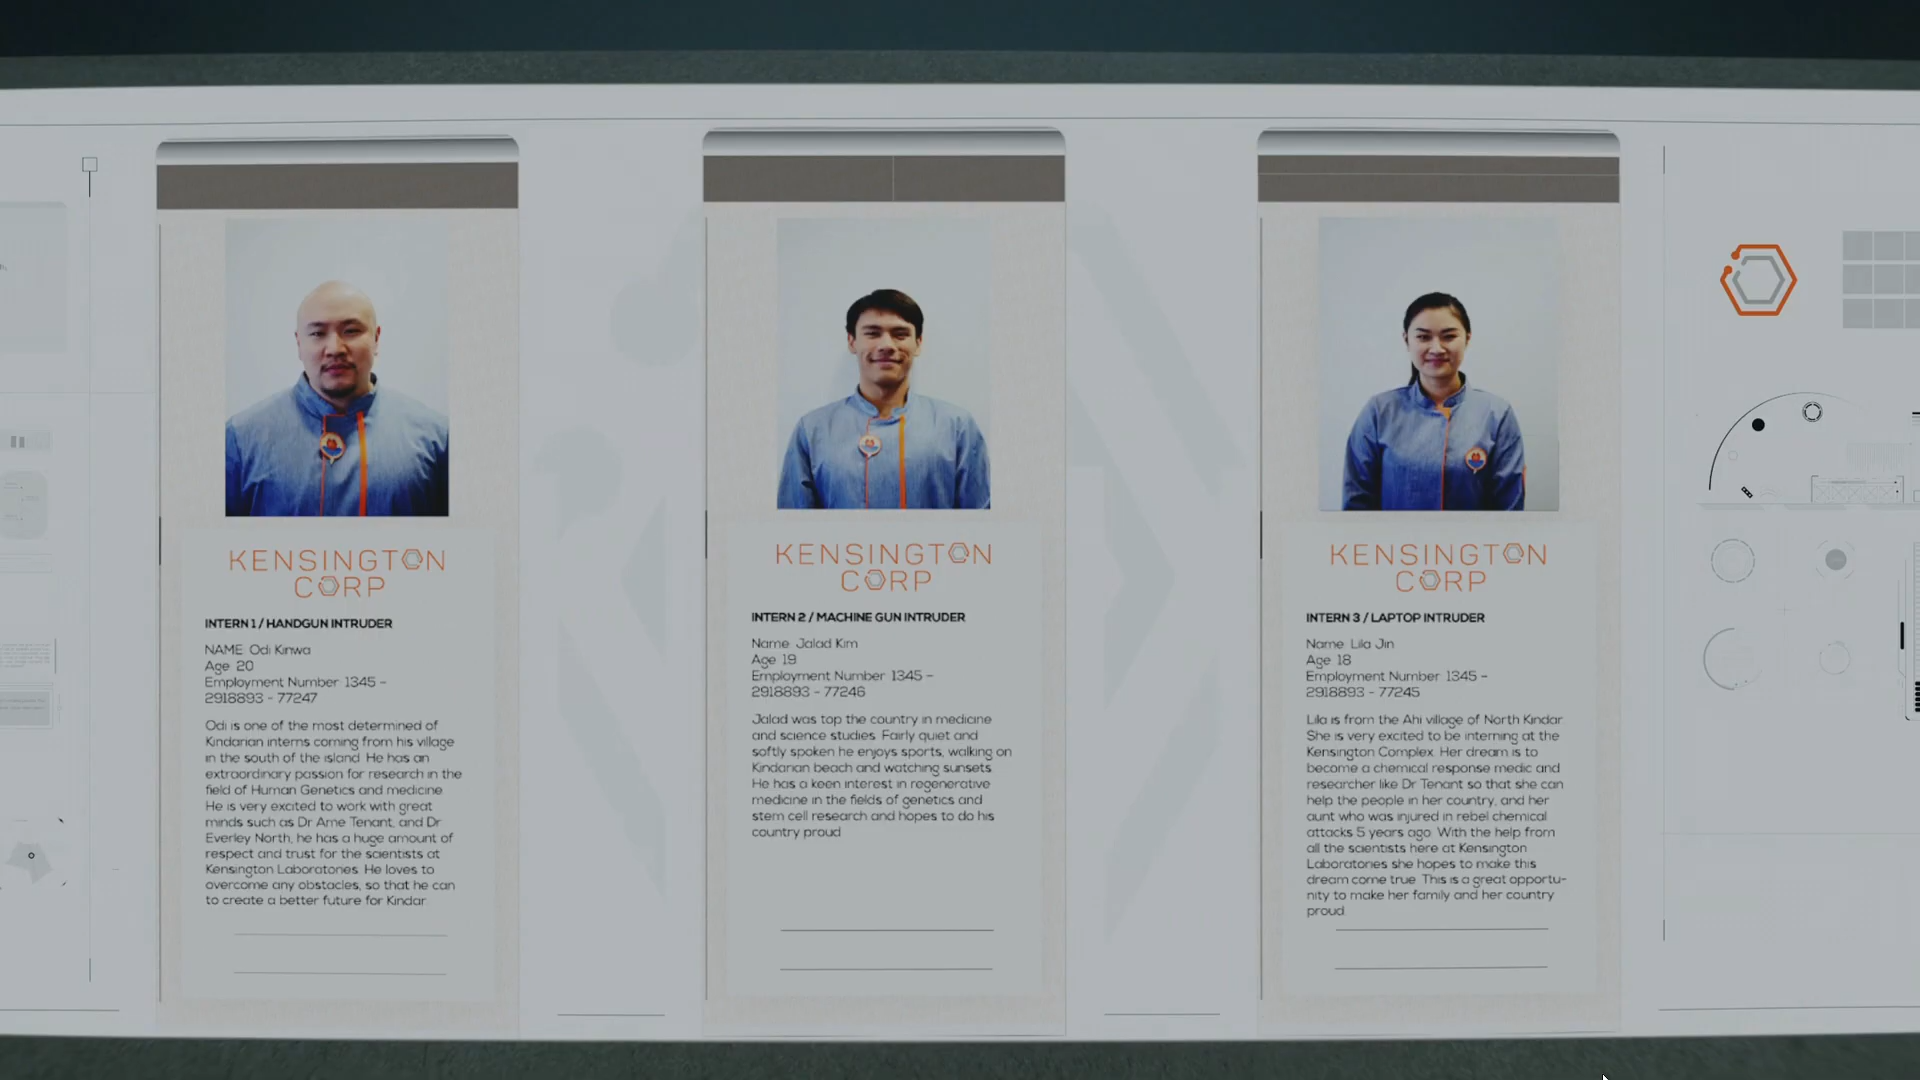 KENSINGTON
CORP
INTERN 1 / HANDGUN INTRUDER
NAME: Odi Kinwa
Age: 20
Employment Number: 1345 –
2918893 – 77247
Odi is one of the most determined of
Kindarian interns coming from his village
in the south of the island. He has an
extraordinary passion for research in the
field of Human Genetics and medicine.
He is very excited to work with great
minds such as Dr Ame Tenant, and Dr
Everley North, he has a huge amount of
respect and trust for the scientists at
Kensington Laboratories. He loves to
overcome any obstacles, so that he can
to create a better future for Kindar.
KENSINGTON
CORP
INTERN 2 / MACHINE GUN INTRUDER
Name: Jalad Kim
Age: 19
Employment Number: 1345 –
2918893 – 77246
Jalad was top the country in medicine
and science studies. Fairly quiet and
softly spoken he enjoys sports, walking on
Kindarian beach and watching sunsets.
He has a keen interest in regenerative
medicine in the fields of genetics and
stem cell research and hopes to do his
country proud.
KENSINGTON
CORP
INTERN 3 / LAPTOP INTRUDER
Name: Lila Jin
Age: 18
Employment Number: 1345 –
2918893 – 77245
Lila is from the Ahi village of North Kindar.
She is very excited to be interning at the
Kensington Complex. Her dream is to
become a chemical response medic and
researcher like Dr Tenant so that she can
help the people in her country, and her
aunt who was injured in rebel chemical
attacks 5 years ago. With the help from
all the scientists here at Kensington
Laboratories she hopes to make this
dream come true. This is a great opportu-
nity to make her family and her country
proud.